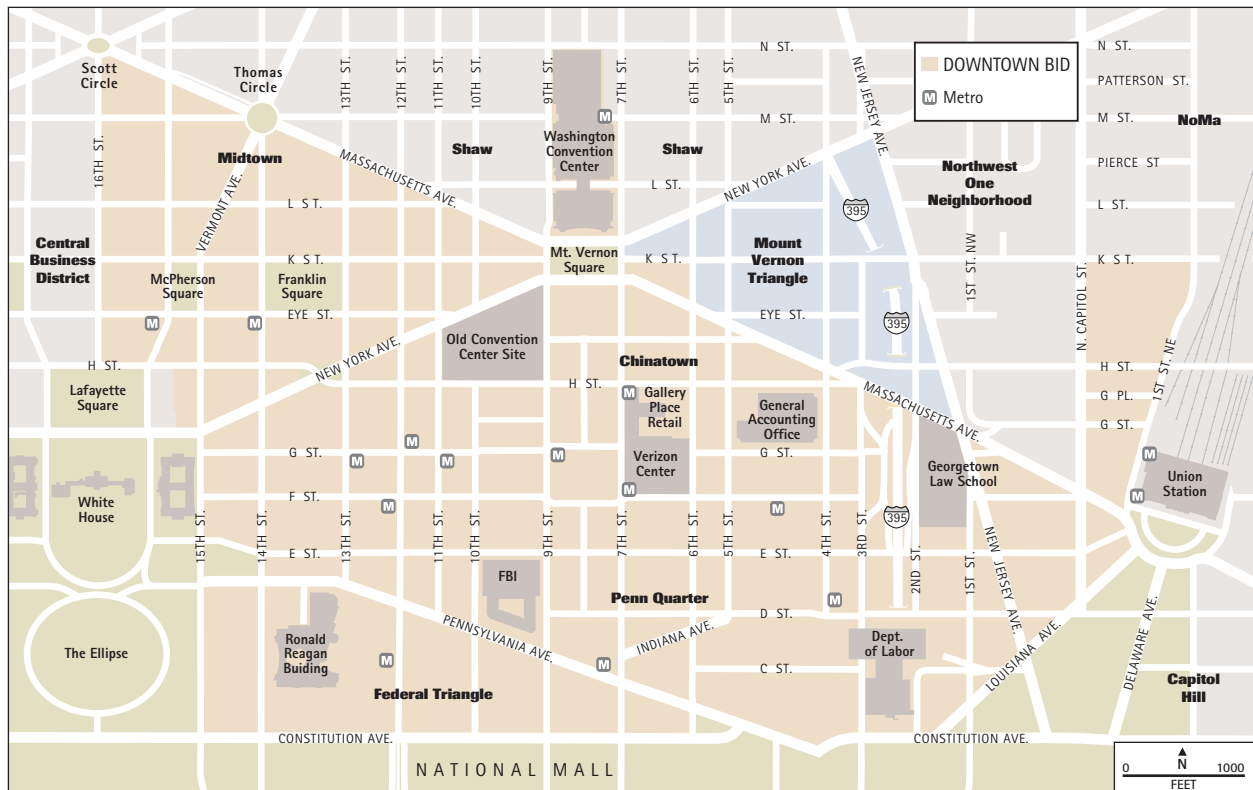 N ST.
N ST.
DOWNTOWN BID
M Metro
Scott
Circle
Thomas
Circle
13TH ST.
12TH ST.
11TH ST.
10TH ST.
9TH ST.
7TH ST.
6TH ST.
5TH ST.
NEW JERSEY AVE.
PATTERSON ST.
M
M ST.
M ST.
NoMa
Washington
Convention
Center
Shaw
Shaw
Midtown
16TH ST.
MASSACHUSETTS AVE.
VERMONT AVE.
NEW YORK AVE.
PIERCE ST
Northwest
One
Neighborhood
L ST.
L ST.
L ST.
395
Central
Business
District
Mount
Vernon
Triangle
1ST ST. NW
N. CAPITOL ST.
K ST.
K ST.
K ST.
Mt. Vernon
Square
McPherson
Square
Franklin
Square
M
M
EYE ST.
EYE ST.
395
NEW YORK AVE.
Old Convention
Center Site
Chinatown
H ST.
H ST.
H ST.
1ST ST. NE
Lafayette
Square
M
Gallery
Place
Retail
General
Accounting
Office
MASSACHUSETTS AVE.
G PL.
G ST.
G ST.
G ST.
M
M
M
M
M
Verizon
Center
Georgetown
Law School
Union
Station
White
House
F ST.
M
M
M
M
395
15TH ST.
14TH ST.
13TH ST.
11TH ST.
10TH ST.
9TH ST.
7TH ST.
6TH ST.
5TH ST.
4TH ST.
3RD ST.
2ND ST.
1ST ST.
NEW JERSEY AVE.
E ST.
E ST.
FBI
Penn Quarter
M
D ST.
PENNSYLVANIA AVE.
INDIANA AVE.
LOUISIANA AVE.
DELAWARE AVE.
The Ellipse
Ronald
Reagan
Buiding
M
M
Dept.
of Labor
C ST.
Capitol
Hill
Federal Triangle
CONSTITUTION AVE.
CONSTITUTION AVE.
NATIONAL MALL
N
0 1000
FEET